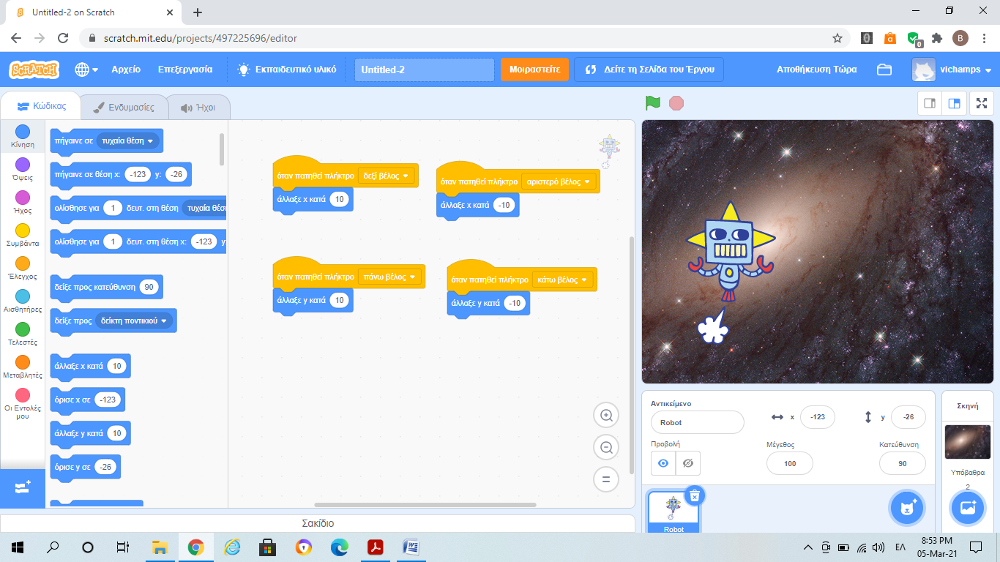 Untitled-2 on Scratch
scratch.mit.edu/projects/497225696/editor
0
B
SCRATCH
Αρχείο
Επεξεργασία
Εκπαιδευτικό υλικό
Untitled-2
Μοιραστείτε
Δείτε τη Σελίδα του Έργου
Αποθήκευση Τώρα
vichamps
Κώδικας
Ενδυμασίες
Ήχοι
Κίνηση
Όψεις
Ήχος
Συμβάντα
Έλεγχος
Αισθητήρες
Τελεστές
Μεταβλητές
Οι Εντολές
μου
πήγαινε σε τυχαία θέση
πήγαινε σε θέση x: -123 y: -26
ολίσθησε για 1 δευτ. στη θέση τυχαία θέση
ολίσθησε για 1 δευτ. στη θέση x: -123 y:
δείξε προς κατεύθυνση 90
δείξε προς δείκτη ποντικιού
άλλαξε x κατά 10
όρισε x σε -123
άλλαξε y κατά 10
όρισε y σε -26
όταν πατηθεί πλήκτρο δεξί βέλος
άλλαξε x κατά 10
όταν πατηθεί πλήκτρο αριστερό βέλος
άλλαξε x κατά -10
όταν πατηθεί πλήκτρο πάνω βέλος
άλλαξε y κατά 10
όταν πατηθεί πλήκτρο κάτω βέλος
άλλαξε y κατά -10
Σακίδιο
Αντικείμενο
Robot
x -123
y -26
Προβολή
Μέγεθος
100
Κατεύθυνση
90
Robot
Σκηνή
Υπόβαθρα
2
ΕΛ
8:53 PM
05-Mar-21